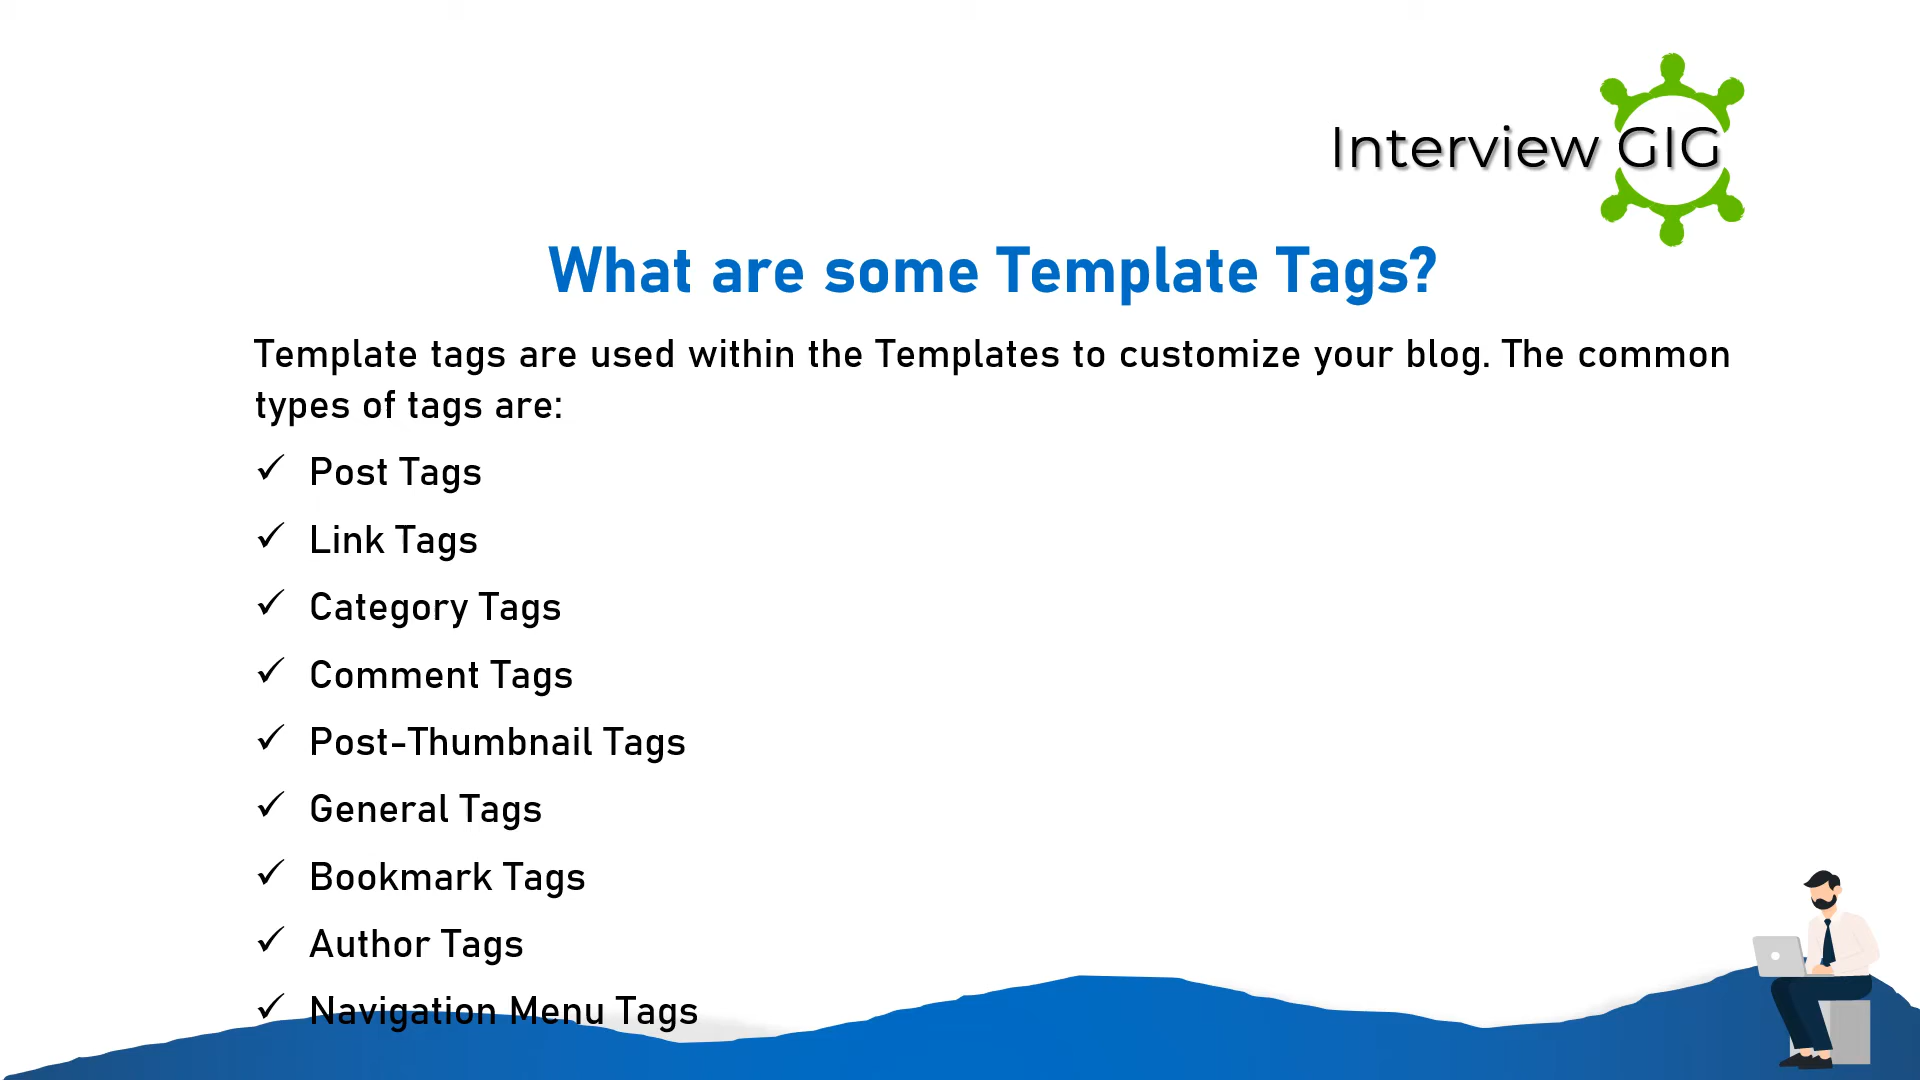 Interview GIG
What are some Template Tags?
Template tags are used within the Templates to customize your blog. The common
types of tags are:
✓ Post Tags
✓ Link Tags
✓ Category Tags
✓ Comment Tags
✓ Post-Thumbnail Tags
✓ General Tags
✓ Bookmark Tags
✓ Author Tags
✓ Navigation Menu Tags